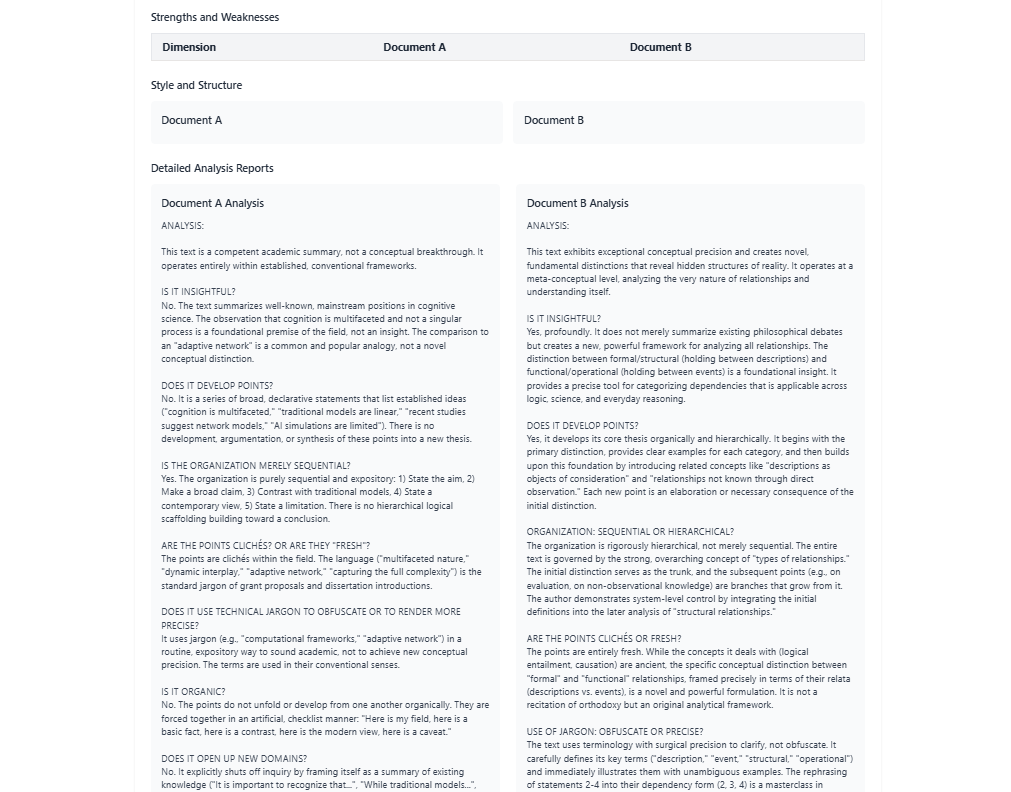 Strengths and Weaknesses
Dimension
Document A
Document B
Style and Structure
Document A
Document B
Detailed Analysis Reports
Document A Analysis
ANALYSIS:
This text is a competent academic summary, not a conceptual breakthrough. It
operates entirely within established, conventional frameworks.
IS IT INSIGHTFUL?
No. The text summarizes well-known, mainstream positions in cognitive
science. The observation that cognition is multifaceted and not a singular
process is a foundational premise of the field, not an insight. The comparison to
an "adaptive network" is a common and popular analogy, not a novel
conceptual distinction.
DOES IT DEVELOP POINTS?
No. It is a series of broad, declarative statements that list established ideas
("cognition is multifaceted," "traditional models are linear," "recent studies
suggest network models," "AI simulations are limited"). There is no
development, argumentation, or synthesis of these points into a new thesis.
IS THE ORGANIZATION MERELY SEQUENTIAL?
Yes. The organization is purely sequential and expository: 1) State the aim, 2)
Make a broad claim, 3) Contrast with traditional models, 4) State a
contemporary view, 5) State a limitation. There is no hierarchical logical
scaffolding building toward a conclusion.
ARE THE POINTS CLICHÉS? OR ARE THEY "FRESH"?
The points are clichés within the field. The language ("multifaceted nature,"
"dynamic interplay," "adaptive network," "capturing the full complexity") is the
standard jargon of grant proposals and dissertation introductions.
DOES IT USE TECHNICAL JARGON TO OBFUSCATE OR TO RENDER MORE
PRECISE?
It uses jargon (e.g., "computational frameworks," "adaptive network") in a
routine, expository way to sound academic, not to achieve new conceptual
precision. The terms are used in their conventional senses.
IS IT ORGANIC?
No. The points do not unfold or develop from one another organically. They are
forced together in an artificial, checklist manner: "Here is my field, here is a
basic fact, here is a contrast, here is the modern view, here is a caveat."
DOES IT OPEN UP NEW DOMAINS?
No. It explicitly shuts off inquiry by framing itself as a summary of existing
knowledge ("It is important to recognize that...", "While traditional models...",
Document B Analysis
ANALYSIS:
This text exhibits exceptional conceptual precision and creates novel,
fundamental distinctions that reveal hidden structures of reality. It operates at a
meta-conceptual level, analyzing the very nature of relationships and
understanding itself.
IS IT INSIGHTFUL?
Yes, profoundly. It does not merely summarize existing philosophical debates
but creates a new, powerful framework for analyzing all relationships. The
distinction between formal/structural (holding between descriptions) and
functional/operational (holding between events) is a foundational insight. It
provides a precise tool for categorizing dependencies that is applicable across
logic, science, and everyday reasoning.
DOES IT DEVELOP POINTS?
Yes, it develops its core thesis organically and hierarchically. It begins with the
primary distinction, provides clear examples for each category, and then builds
upon this foundation by introducing related concepts like "descriptions as
objects of consideration" and "relationships not known through direct
observation." Each new point is an elaboration or necessary consequence of the
initial distinction.
ORGANIZATION: SEQUENTIAL OR HIERARCHICAL?
The organization is rigorously hierarchical, not merely sequential. The entire
text is governed by the strong, overarching concept of "types of relationships."
The initial distinction serves as the trunk, and the subsequent points (e.g., on
evaluation, on non-observational knowledge) are branches that grow from it.
The author demonstrates system-level control by integrating the initial
definitions into the later analysis of "structural relationships."
ARE THE POINTS CLICHÉS OR FRESH?
The points are entirely fresh. While the concepts it deals with (logical
entailment, causation) are ancient, the specific conceptual distinction between
"formal" and "functional" relationships, framed precisely in terms of their relata
(descriptions vs. events), is a novel and powerful formulation. It is not a
recitation of orthodoxy but an original analytical framework.
USE OF JARGON: OBFUSCATE OR PRECISE?
The text uses terminology with surgical precision to clarify, not obfuscate. It
carefully defines its key terms ("description," "event," "structural," "operational")
and immediately illustrates them with unambiguous examples. The rephrasing
of statements 2-4 into their dependency form (2, 3, 4) is a masterclass in